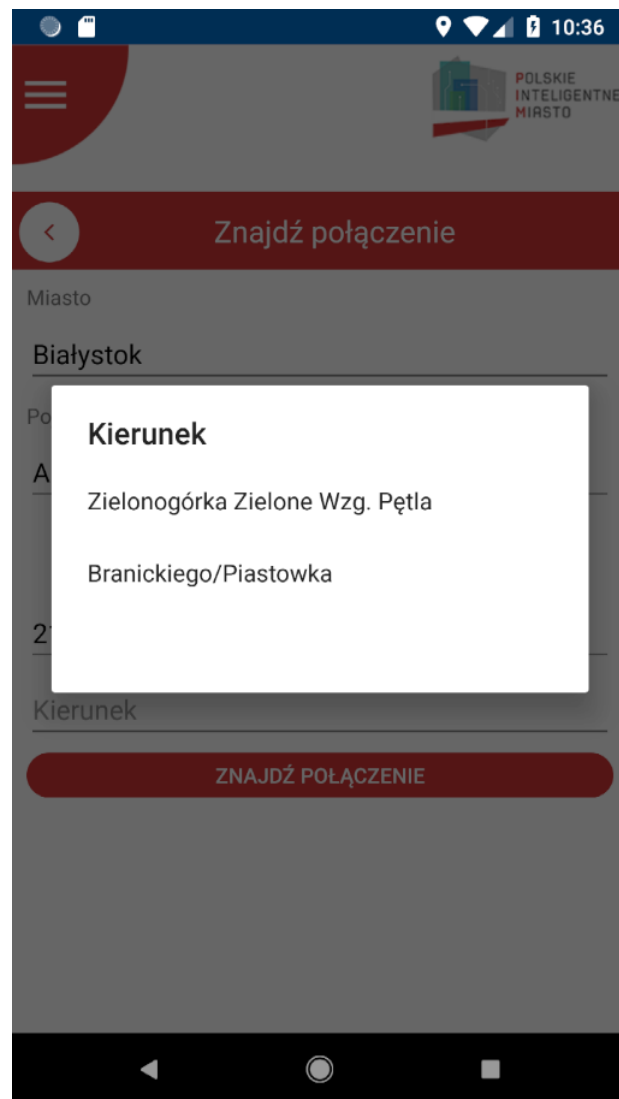 10:36
POLSKIE
INTELIGENTNE
MIASTO
Znajdź połączenie
Miasto
Białystok
Kierunek
Zielonogórka Zielone Wzg. Pętla
Branickiego/Piastowka
Kierunek
ZNAJDŹ POŁĄCZENIE